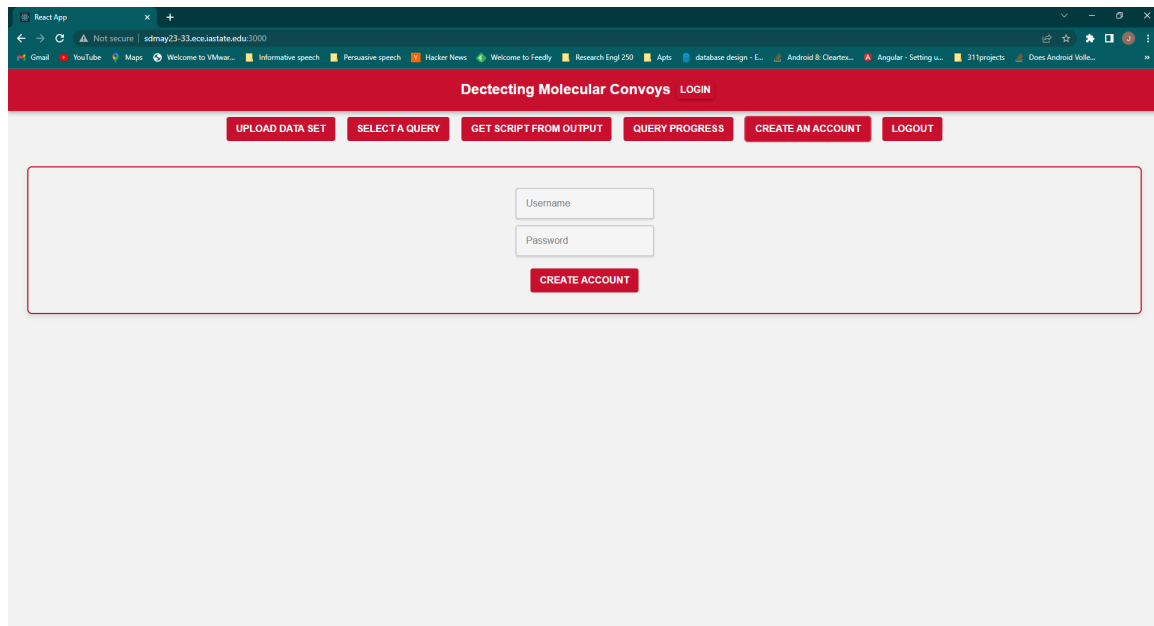 React App
Not secure | sdmay23-33.ece.iastate.edu:3000
Gmail YouTube Maps Welcome to VMwar... Informative speech Persuasive speech Hacker News Welcome to Feedly Research Engl 250 Apts database design - E... Android 8: Cleartex... Angular - Setting u... 311projects Does Android Volle... »
Dectecting Molecular Convoys LOGIN
UPLOAD DATA SET SELECT A QUERY GET SCRIPT FROM OUTPUT QUERY PROGRESS CREATE AN ACCOUNT LOGOUT
Username
Password
CREATE ACCOUNT